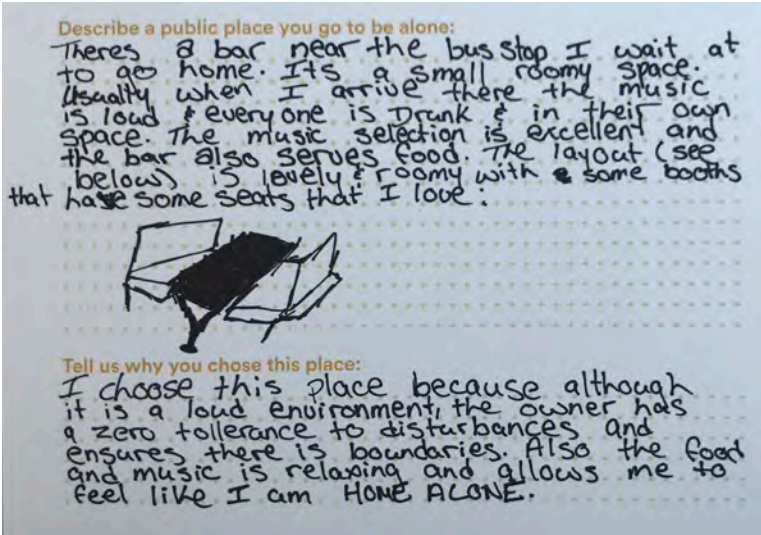 Describe a public place you go to be alone:
Theres a bar near the bus stop I wait at
to go home. Its a small roomy space.
Usually when I arrive there the music
is loud & everyone is Drunk & in their own
space. The music selection is excellent and
the bar also serves food. The layout (see
below) is lovely & roomy with some booths
that have some seats that I love:
Tell us why you chose this place:
I choose this place because although
it is a loud environment, the owner has
a zero tollerance to disturbances and
ensures there is boundaries. Also the food
and music is relaxing and allows me to
feel like I am HOME ALONE.